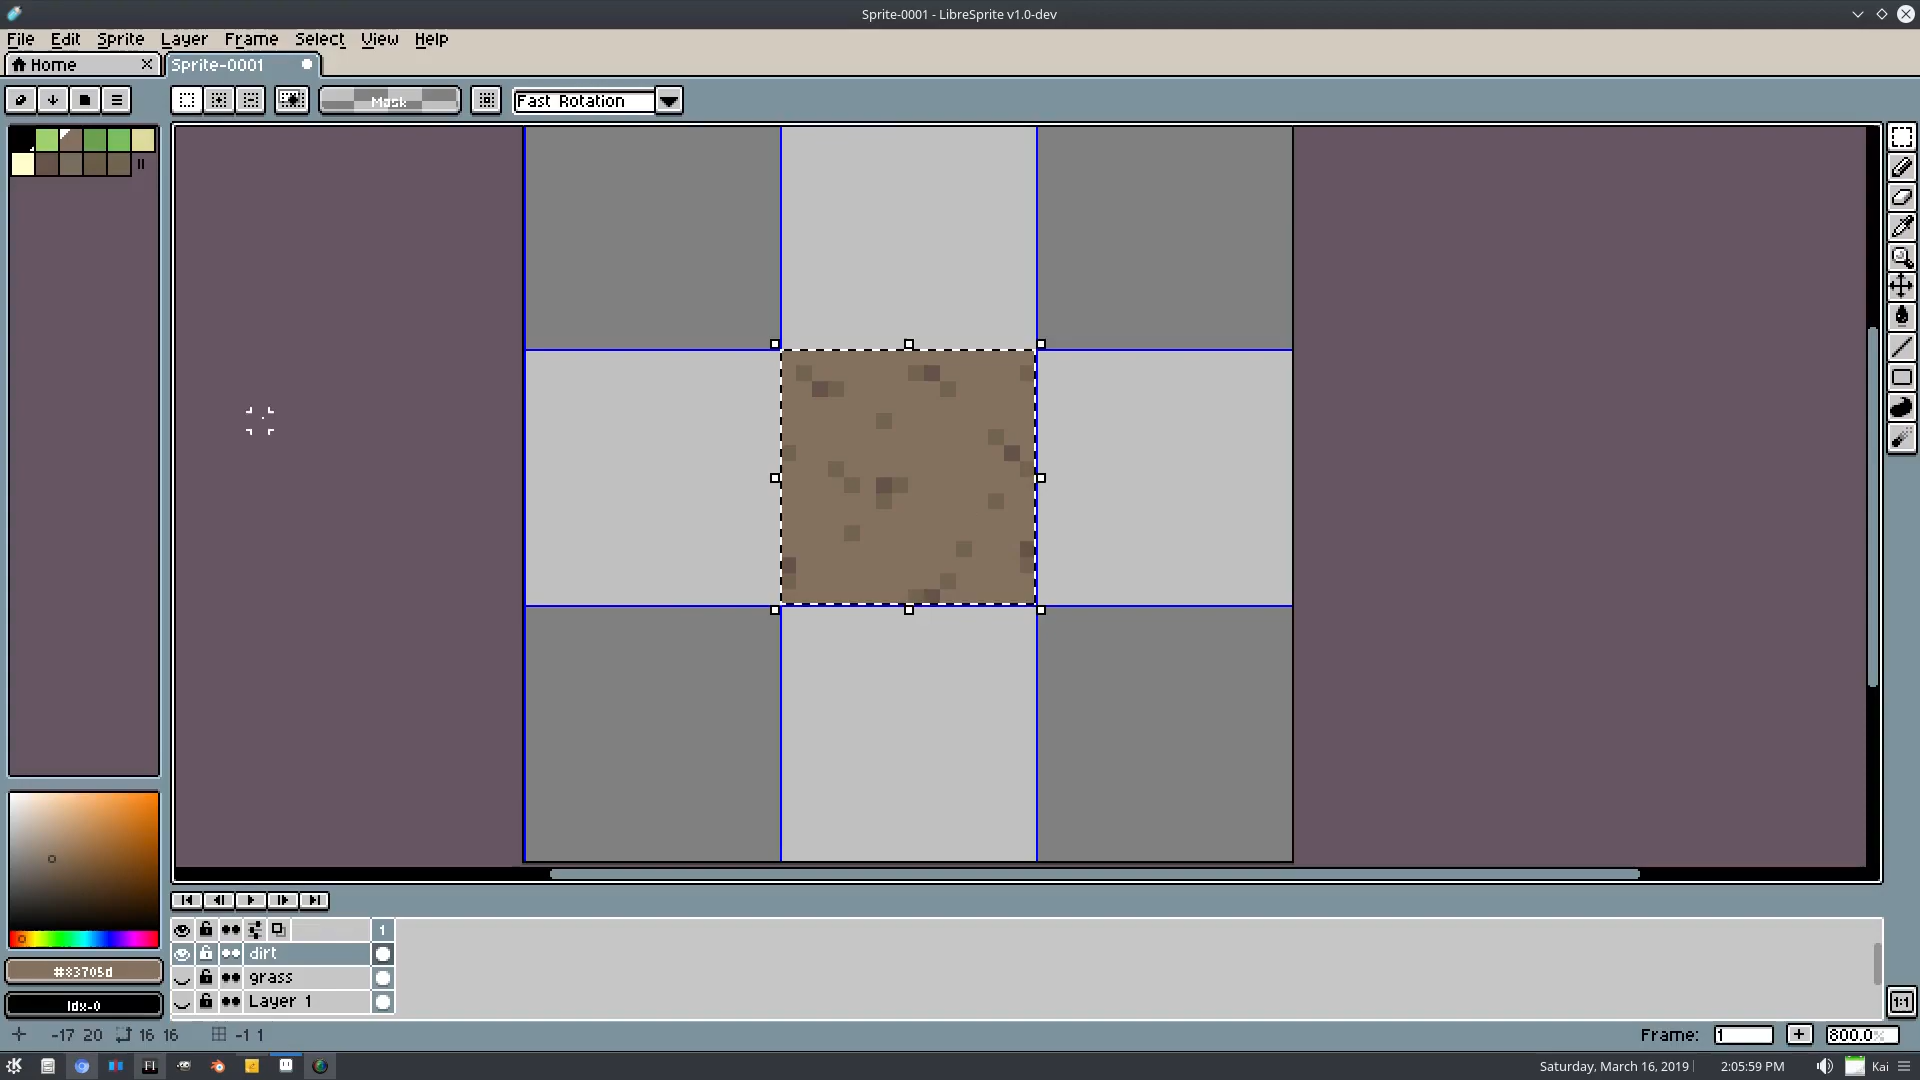 Sprite-0001 - LibreSprite v1.0-dev
File Edit Sprite Layer Frame Select View Help
Home
Sprite-0001
Mask
Fast Rotation
1
dirt
grass
Layer 1
#83705d
Idx-0
-17 20 16 16 -1 1
Frame: 1 + 800.0%
Saturday, March 16, 2019 2:05:59 PM Kai
1:1